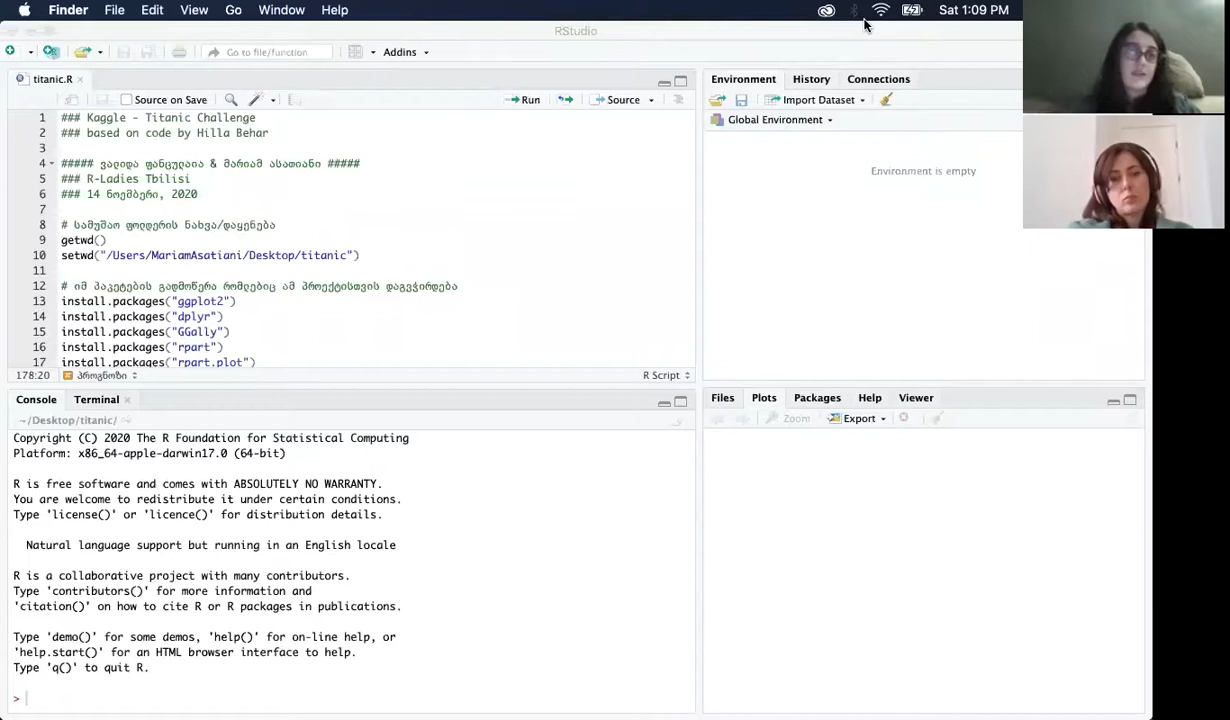 Finder File Edit View Go Window Help Sat 1:09 PM
RStudio
Go to file/function Addins
titanic.R
Source on Save Run Source
1 ### Kaggle - Titanic Challenge
2 ### based on code by Hilla Behar
3
4 ##### ვალიდა ფანცულაია & მარიამ ასათიანი #####
5 ### R-Ladies Tbilisi
6 ### 14 ნოემბერი, 2020
7
8 # სამუშაო ფოლდერის ნახვა/დაყენება
9 getwd()
10 setwd("/Users/MariamAsatiani/Desktop/titanic")
11
12 # იმ პაკეტების გადმოწერა რომლებიც ამ პროექტისთვის დაგვჭირდება
13 install.packages("ggplot2")
14 install.packages("dplyr")
15 install.packages("GGally")
16 install.packages("rpart")
17 install.packages("rpart.plot")
178:20 პროგნოზი R Script
Console Terminal
~/Desktop/titanic/
Copyright (C) 2020 The R Foundation for Statistical Computing
Platform: x86_64-apple-darwin17.0 (64-bit)
R is free software and comes with ABSOLUTELY NO WARRANTY.
You are welcome to redistribute it under certain conditions.
Type 'license()' or 'licence()' for distribution details.
Natural language support but running in an English locale
R is a collaborative project with many contributors.
Type 'contributors()' for more information and
'citation()' on how to cite R or R packages in publications.
Type 'demo()' for some demos, 'help()' for on-line help, or
'help.start()' for an HTML browser interface to help.
Type 'q()' to quit R.
>
Environment History Connections
Import Dataset
Global Environment
Environment is empty
Files Plots Packages Help Viewer
Zoom Export